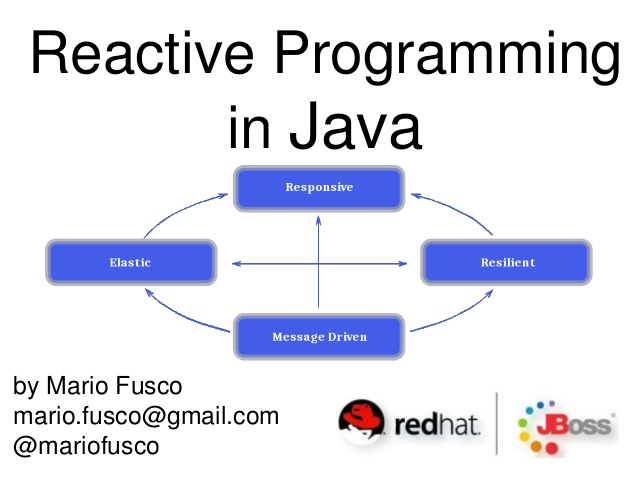 Reactive Programming
in Java
Responsive
Elastic
Resilient
Message Driven
by Mario Fusco
mario.fusco@gmail.com
@mariofusco
redhat.
JBoss